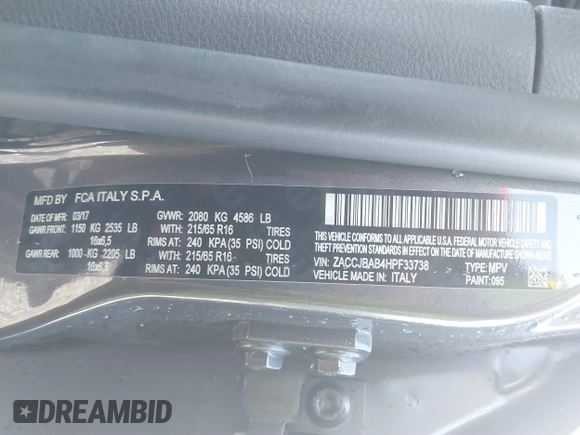 MFD BY FCA ITALY S.P.A.
DATE OF MFD: 03/17 GVWR: 2080 KG 4586 LB
GAWR FRONT: 1150 KG 2535 LB WITH: 215/65 R16 TIRES
16x6,5 RIMS AT: 240 KPA(35 PSI) COLD
GAWR REAR: 1000 KG 2205 LB WITH: 215/65 R16 TIRES
16x6,5 RIMS AT: 240 KPA(35 PSI) COLD
THIS VEHICLE CONFORMS TO ALL APPLICABLE U.S.A. FEDERAL MOTOR VEHICLE
SAFETY, BUMPER, AND THEFT PREVENTION STANDARDS IN EFFECT ON THE
DATE OF MANUFACTURE SHOWN ABOVE.
VIN: ZACCJBAB4HPF33738 TYPE: MPV
VEHICLE MADE IN: ITALY PAINT: 095
DREAMBID